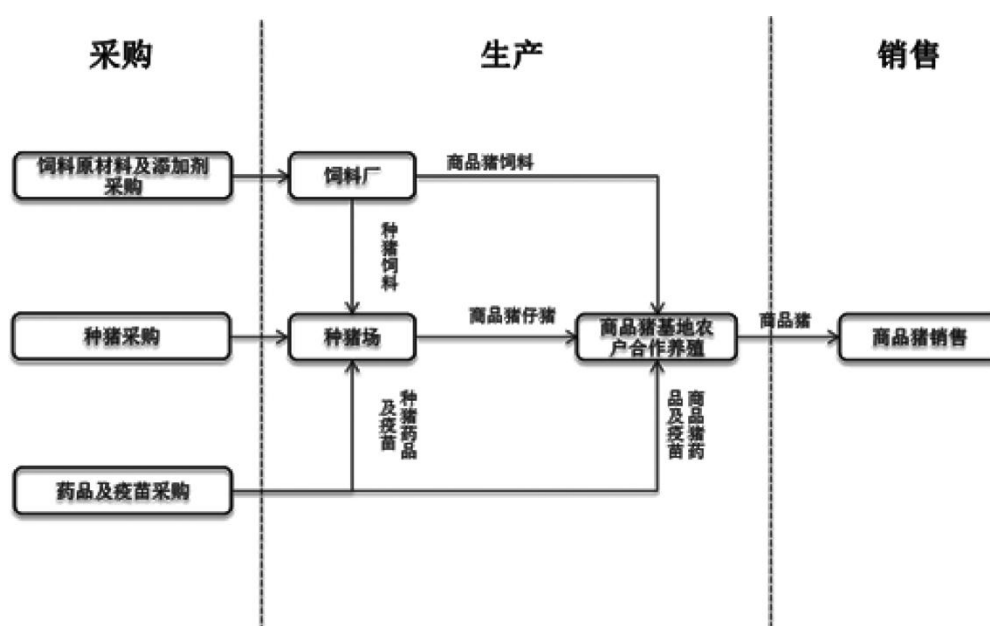 采购
生产
销售
饲料原材料及添加剂
采购
饲料厂
商品猪饲料
种猪饲料
种猪采购
种猪场
商品猪仔猪
商品猪基地农
户合作养殖
商品猪
商品猪销售
种猪药品
及疫苗
商品猪药
品及疫苗
药品及疫苗采购